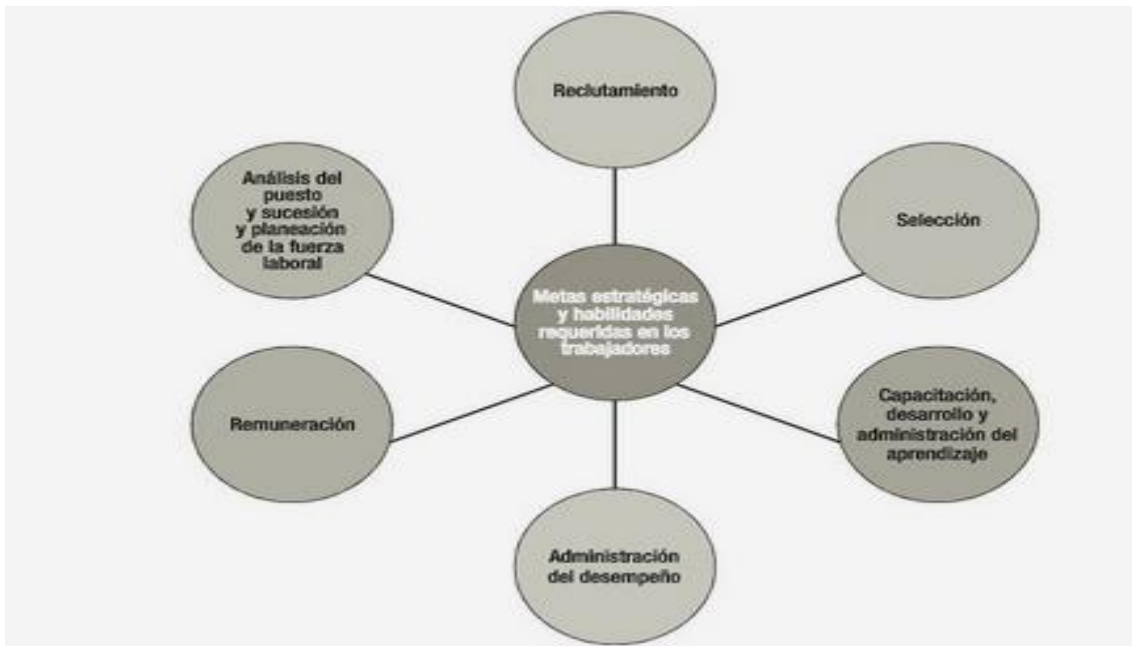 Reclutamiento
Análisis del
puesto
y sucesión
y planeación
de la fuerza
laboral
Selección
Metas estratégicas
y habilidades
requeridas en los
trabajadores
Remuneración
Capacitación,
desarrollo y
administración del
aprendizaje
Administración
del desempeño